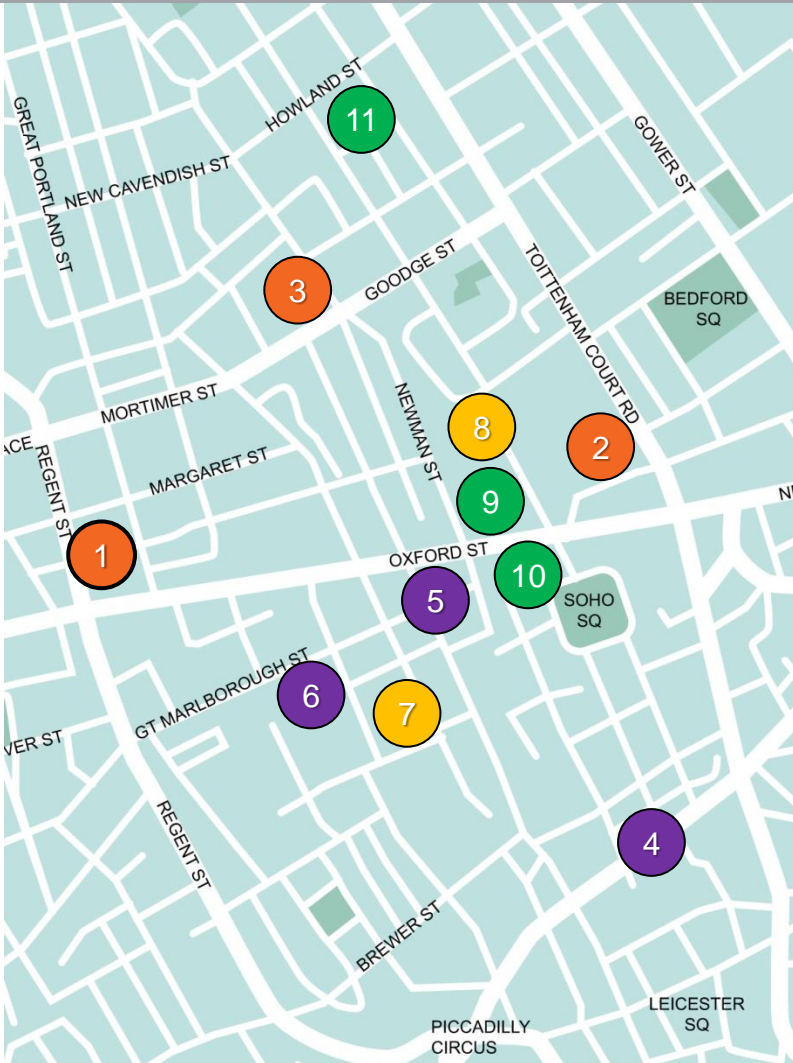 HOWLAND ST
11
GREAT PORTLAND ST
GOWER ST
NEW CAVENDISH ST
3
GOODGE ST
TOITTENHAM COURT RD
BEDFORD
SQ
MORTIMER ST
NEWMAN ST
8
2
ACE
REGENT ST
MARGARET ST
9
NE
1
OXFORD ST
10
5
SOHO
SQ
GT MARLBOROUGH ST
6
7
VER ST
REGENT ST
4
BREWER ST
LEICESTER
SQ
PICCADILLY
CIRCUS